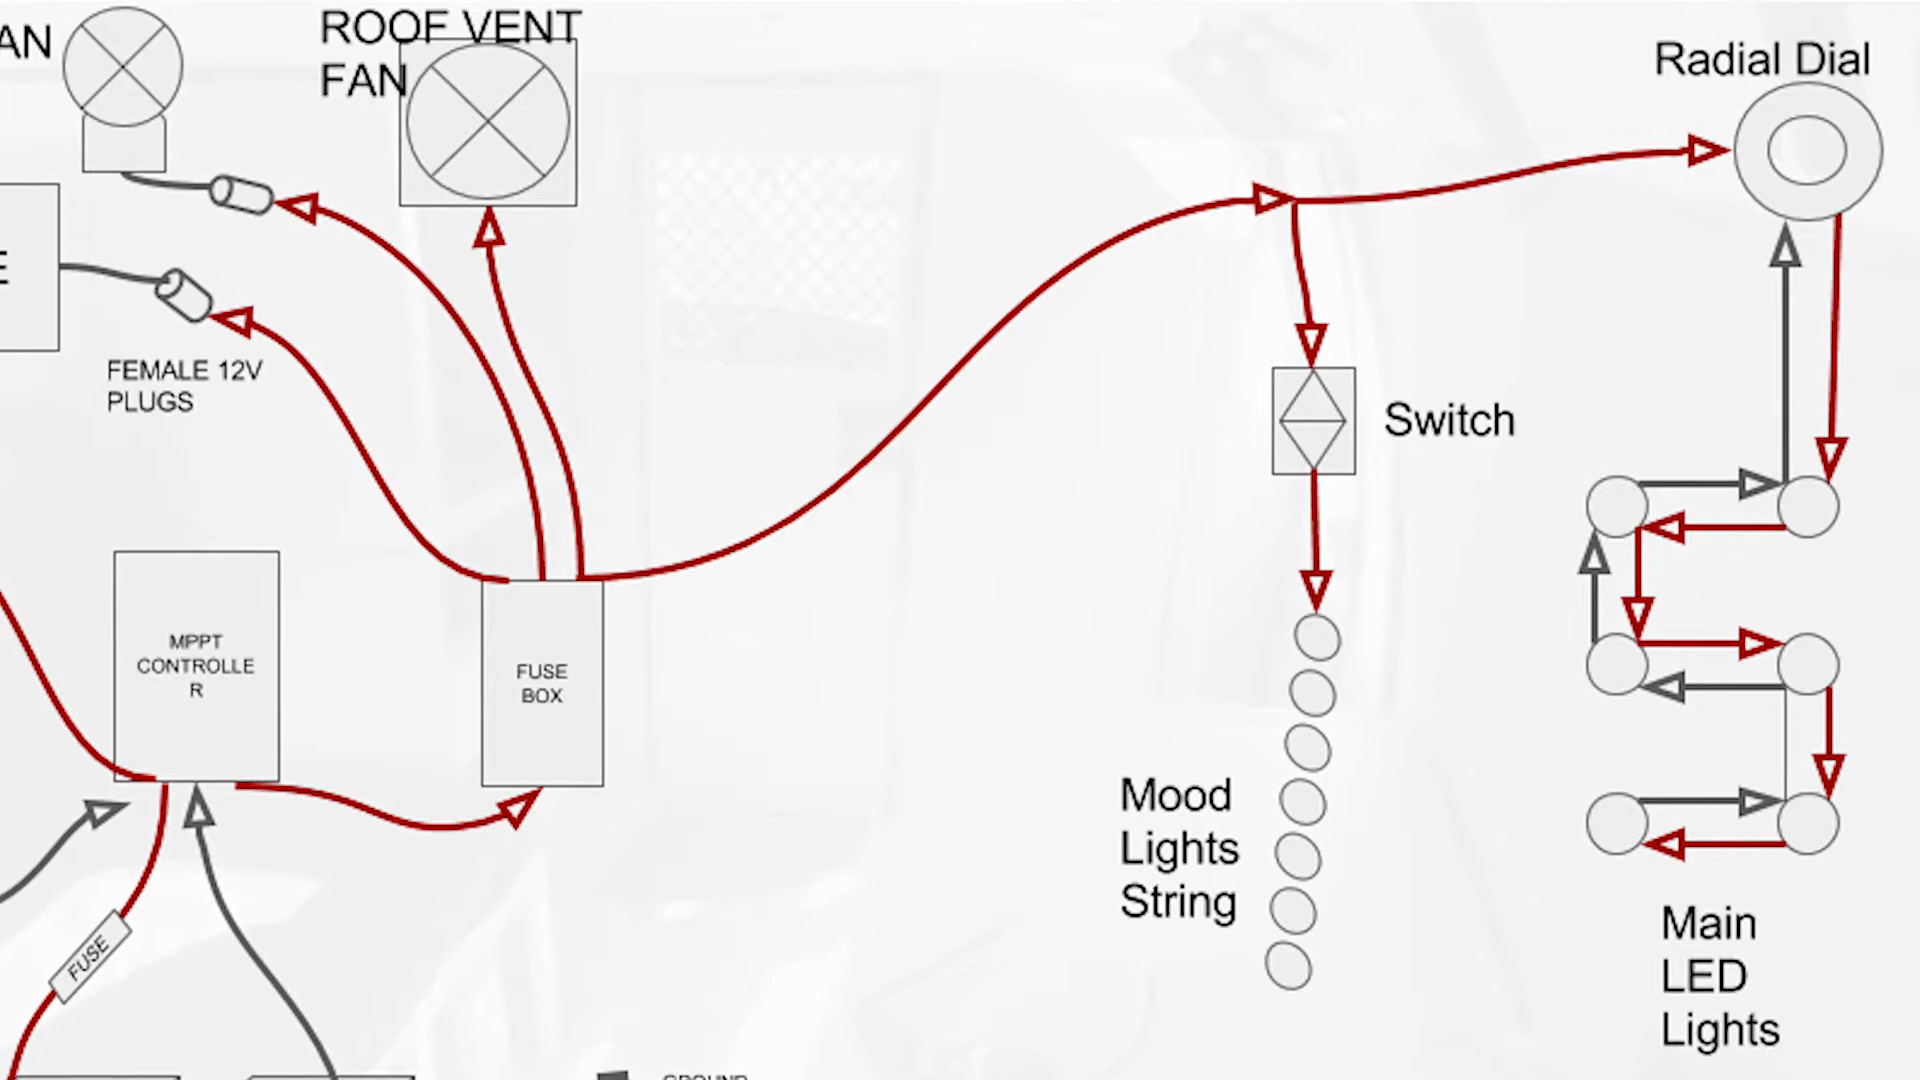 AN
ROOF VENT
FAN
Radial Dial
E
FEMALE 12V
PLUGS
Switch
MPPT
CONTROLLE
R
FUSE
BOX
Mood
Lights
String
FUSE
Main
LED
Lights
GROUND